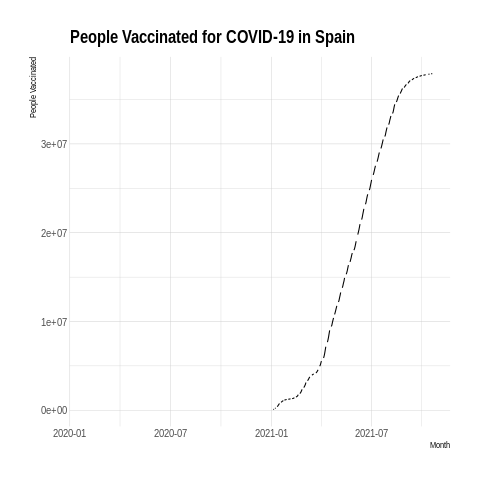 People Vaccinated for COVID-19 in Spain
People Vaccinated
3e+07
2e+07
1e+07
0e+00
2020-01 2020-07 2021-01 2021-07
Month